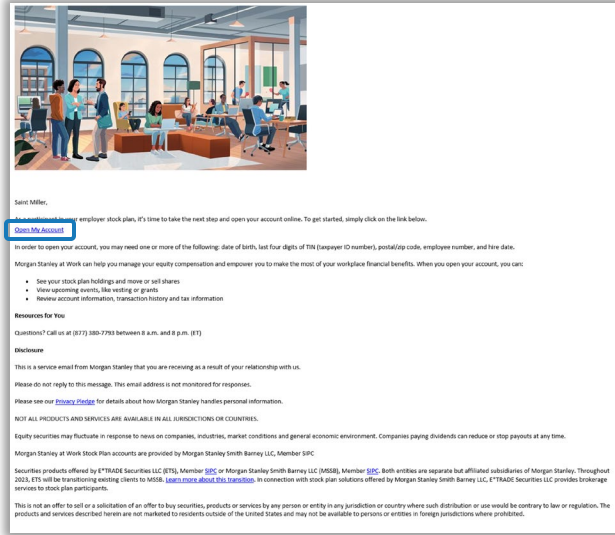 Saint Miller,
As a participant in your employer stock plan, it's time to take the next step and open your account online. To get started, simply click on the link below.
Open My Account
In order to open your account, you may need one or more of the following: date of birth, last four digits of TIN (taxpayer ID number), postal/zip code, employee number, and hire date.
Morgan Stanley at Work can help you manage your equity compensation and empower you to make the most of your workplace financial benefits. When you open your account, you can:
• See your stock plan holdings and move or sell shares
• View upcoming events, like vesting or grants
• Review account information, transaction history and tax information
Resources for You
Questions? Call us at (877) 380-7793 between 8 a.m. and 8 p.m. (ET)
Disclosure
This is a service email from Morgan Stanley that you are receiving as a result of your relationship with us.
Please do not reply to this message. This email address is not monitored for responses.
Please see our Privacy Pledge for details about how Morgan Stanley handles personal information.
NOT ALL PRODUCTS AND SERVICES ARE AVAILABLE IN ALL JURISDICTIONS OR COUNTRIES.
Equity securities may fluctuate in response to news on companies, industries, market conditions and general economic environment. Companies paying dividends can reduce or stop payouts at any time.
Morgan Stanley at Work Stock Plan accounts are provided by Morgan Stanley Smith Barney LLC, Member SIPC
Securities products offered by E*TRADE Securities LLC (ETS), Member SIPC or Morgan Stanley Smith Barney LLC (MSSB), Member SIPC. Both entities are separate but affiliated subsidiaries of Morgan Stanley. Throughout
2023, ETS will be transitioning existing clients to MSSB. Learn more about this transition. In connection with stock plan solutions offered by Morgan Stanley Smith Barney LLC, E*TRADE Securities LLC provides brokerage
services to stock plan participants.
This is not an offer to sell or a solicitation of an offer to buy securities, products or services by any person or entity in any jurisdiction or country where such distribution or use would be contrary to law or regulation. The
products and services described herein are not marketed to residents outside of the United States and may not be available to persons or entities in foreign jurisdictions where prohibited.